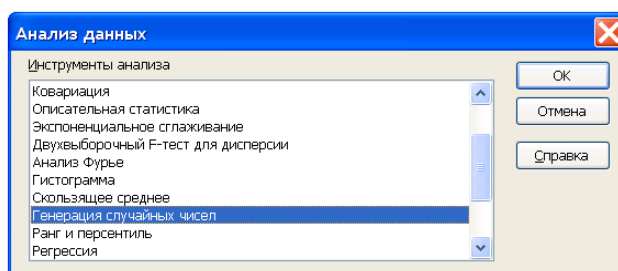 Анализ данных
Инструменты анализа
Ковариация
Описательная статистика
Экспоненциальное сглаживание
Двухвыборочный F-тест для дисперсии
Анализ Фурье
Гистограмма
Скользящее среднее
Генерация случайных чисел
Ранг и персентиль
Регрессия
ОК
Отмена
Справка